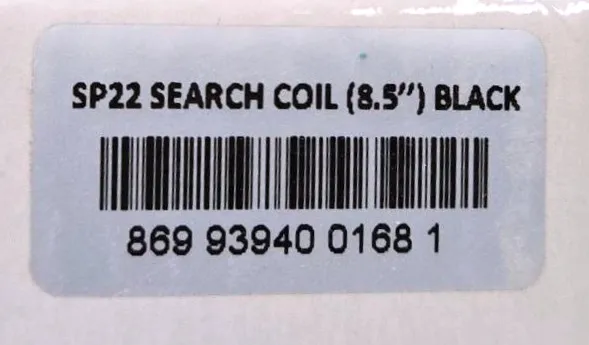 SP22 SEARCH COIL (8.5”) BLACK
869 93940 0168 1